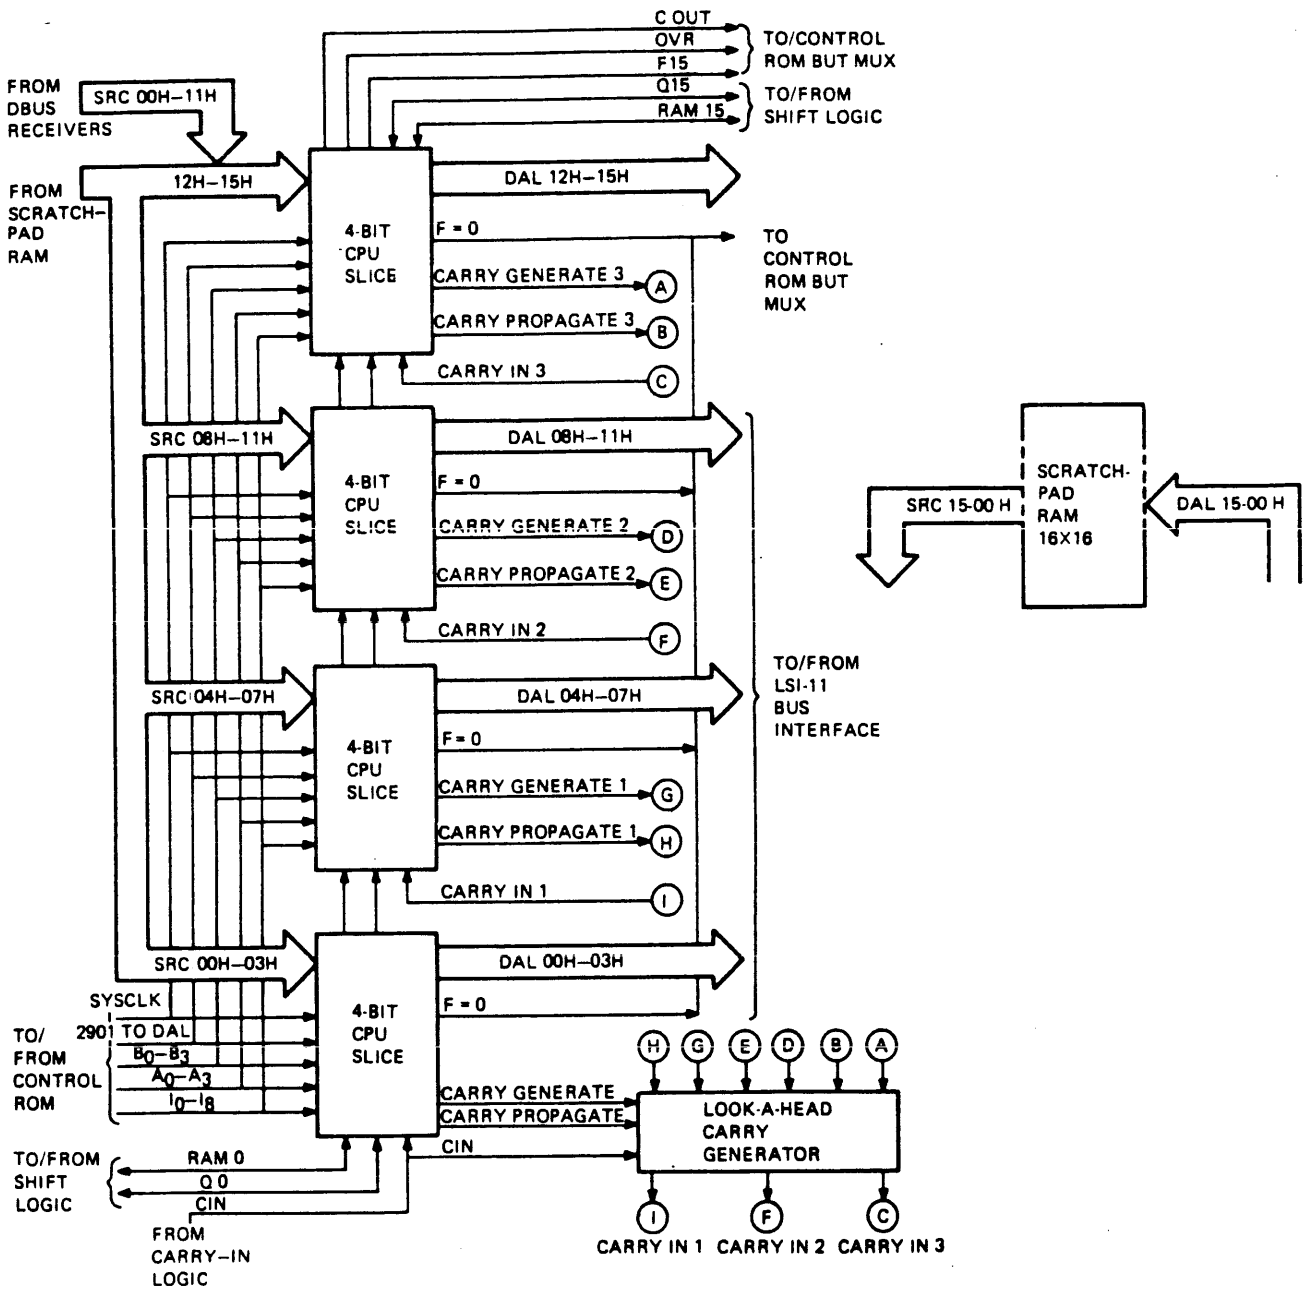 C OUT
OVR
F15
TO/CONTROL
ROM BUT MUX
Q15
RAM 15
TO/FROM
SHIFT LOGIC
FROM
DBUS
RECEIVERS
SRC 00H–11H
FROM
SCRATCH–
PAD
RAM
12H–15H
4-BIT
CPU
SLICE
DAL 12H–15H
F = 0
TO
CONTROL
ROM BUT
MUX
CARRY GENERATE 3
A
CARRY PROPAGATE 3
B
CARRY IN 3
C
SRC 08H–11H
4-BIT
CPU
SLICE
DAL 08H–11H
F = 0
CARRY GENERATE 2
D
CARRY PROPAGATE 2
E
CARRY IN 2
F
SRC 15-00 H
SCRATCH-
PAD
RAM
16X16
DAL 15-00 H
SRC 04H–07H
4-BIT
CPU
SLICE
DAL 04H–07H
F = 0
CARRY GENERATE 1
G
CARRY PROPAGATE 1
H
CARRY IN 1
I
TO/FROM
LSI-11
BUS
INTERFACE
SRC 00H–03H
4-BIT
CPU
SLICE
DAL 00H–03H
F = 0
TO/
FROM
CONTROL
ROM
SYSCLK
2901 TO DAL
B0–B3
A0–A3
I0–I8
CARRY GENERATE
CARRY PROPAGATE
CIN
H G E D B A
LOOK-A-HEAD
CARRY
GENERATOR
I F C
CARRY IN 1 CARRY IN 2 CARRY IN 3
TO/FROM
SHIFT
LOGIC
RAM 0
Q 0
CIN
FROM
CARRY–IN
LOGIC